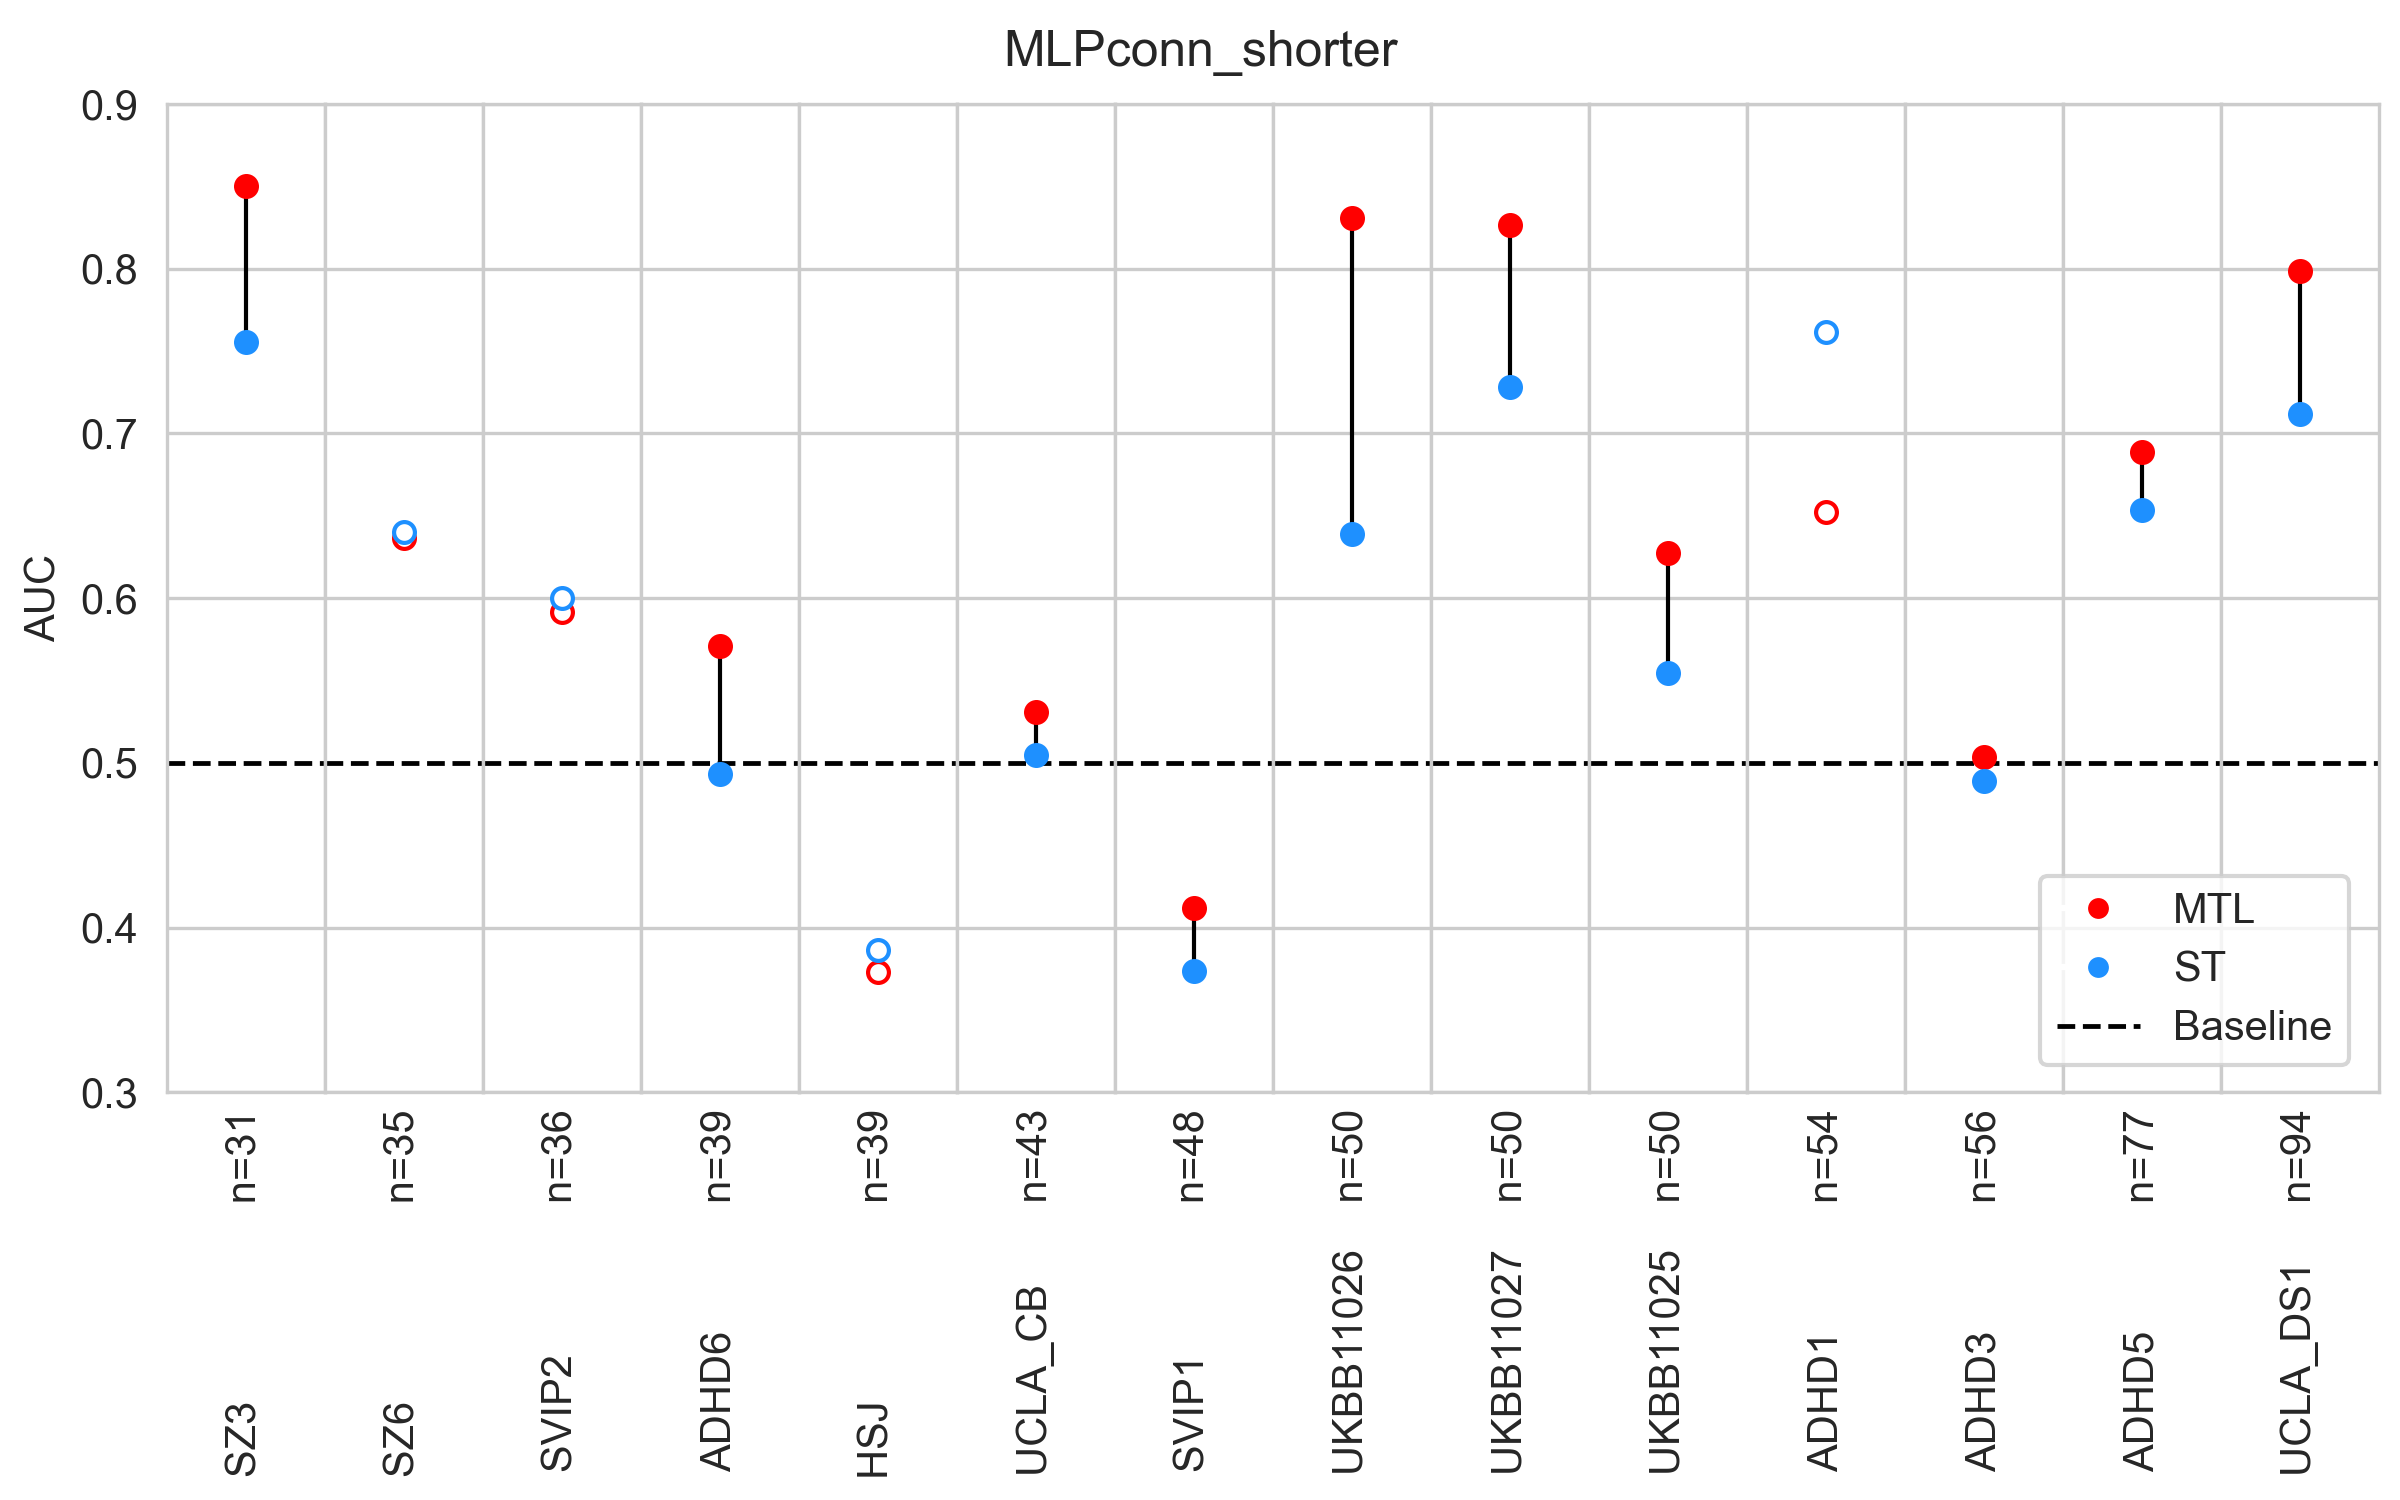 MLPconn_shorter
AUC
0.9
0.8
0.7
0.6
0.5
0.4
0.3
MTL
ST
Baseline
SZ3 n=31
SZ6 n=35
SVIP2 n=36
ADHD6 n=39
HSJ n=39
UCLA_CB n=43
SVIP1 n=48
UKBB11026 n=50
UKBB11027 n=50
UKBB11025 n=50
ADHD1 n=54
ADHD3 n=56
ADHD5 n=77
UCLA_DS1 n=94